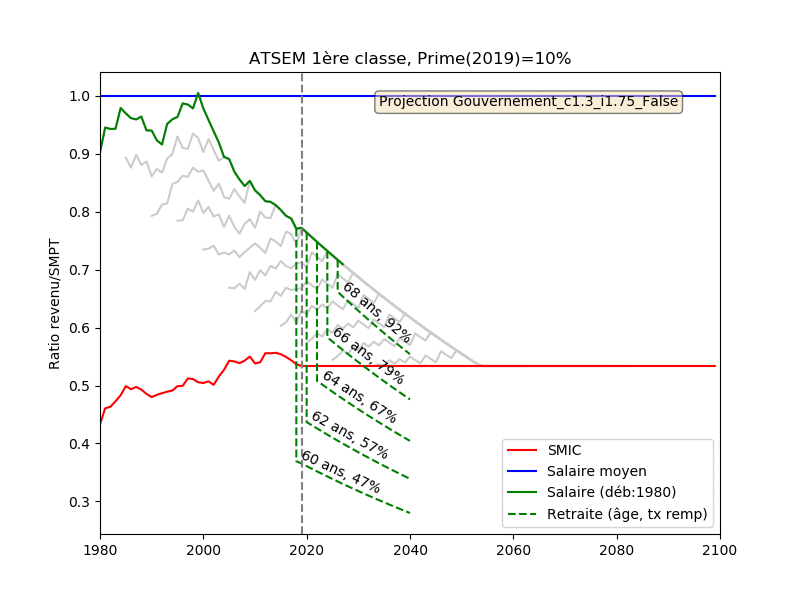 ATSEM 1ère classe, Prime(2019)=10%
Projection Gouvernement_c1.3_i1.75_False
Ratio revenu/SMPT
1.0
0.9
0.8
0.7
0.6
0.5
0.4
0.3
68 ans, 92%
66 ans, 79%
64 ans, 67%
62 ans, 57%
60 ans, 47%
SMIC
Salaire moyen
Salaire (déb:1980)
Retraite (âge, tx remp)
1980 2000 2020 2040 2060 2080 2100